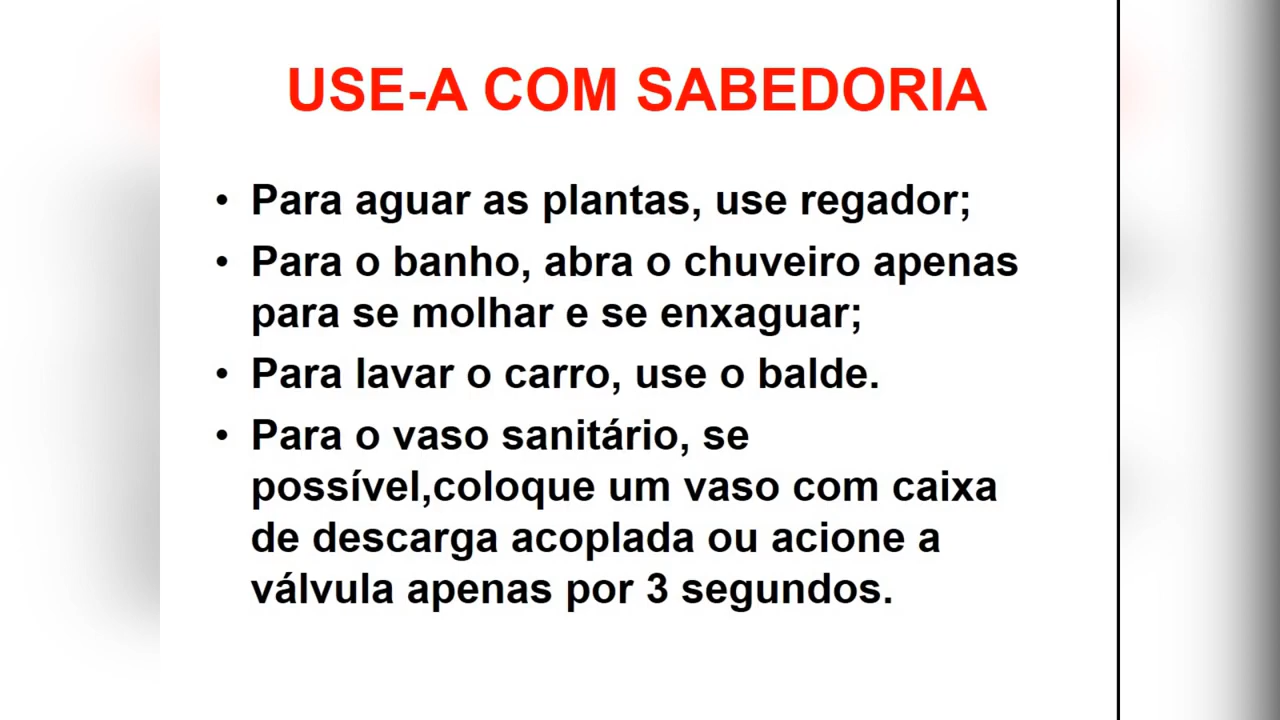 USE-A COM SABEDORIA
• Para aguar as plantas, use regador;
• Para o banho, abra o chuveiro apenas
para se molhar e se enxaguar;
• Para lavar o carro, use o balde.
• Para o vaso sanitário, se
possível,coloque um vaso com caixa
de descarga acoplada ou acione a
válvula apenas por 3 segundos.